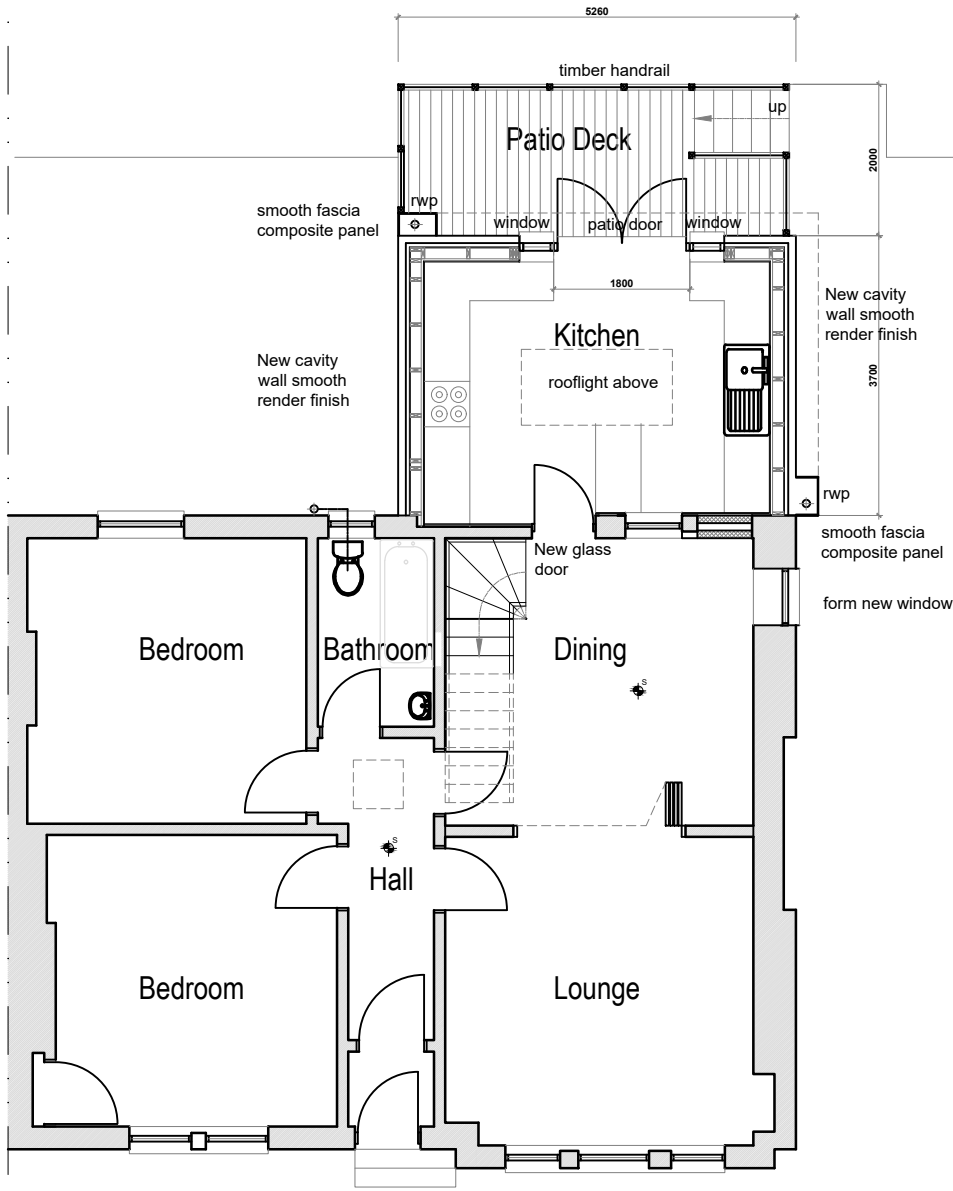 5260
timber handrail
up
Patio Deck
2000
rwp
smooth fascia
composite panel
window
patio door
window
1800
New cavity
wall smooth
render finish
Kitchen
New cavity
wall smooth
render finish
rooflight above
3700
rwp
smooth fascia
composite panel
New glass
door
form new window
Bedroom
Bathroom
Dining
S
S
Hall
Bedroom
Lounge